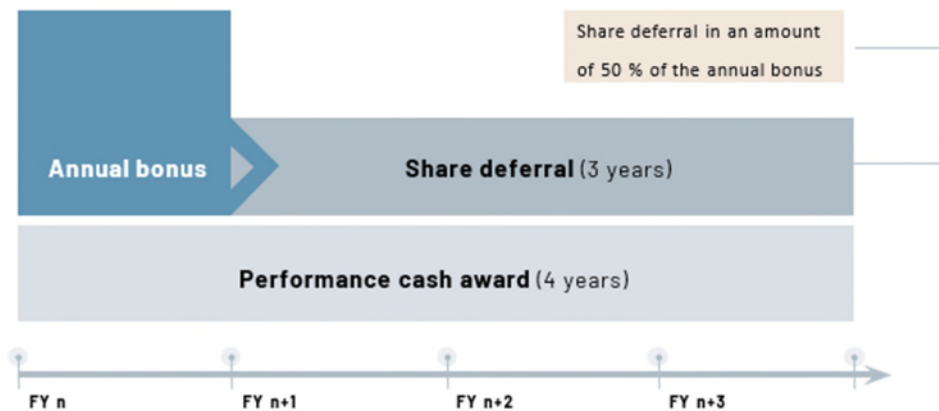 Share deferral in an amount
of 50 % of the annual bonus
Annual bonus
Share deferral (3 years)
Performance cash award (4 years)
FY n
FY n+1
FY n+2
FY n+3